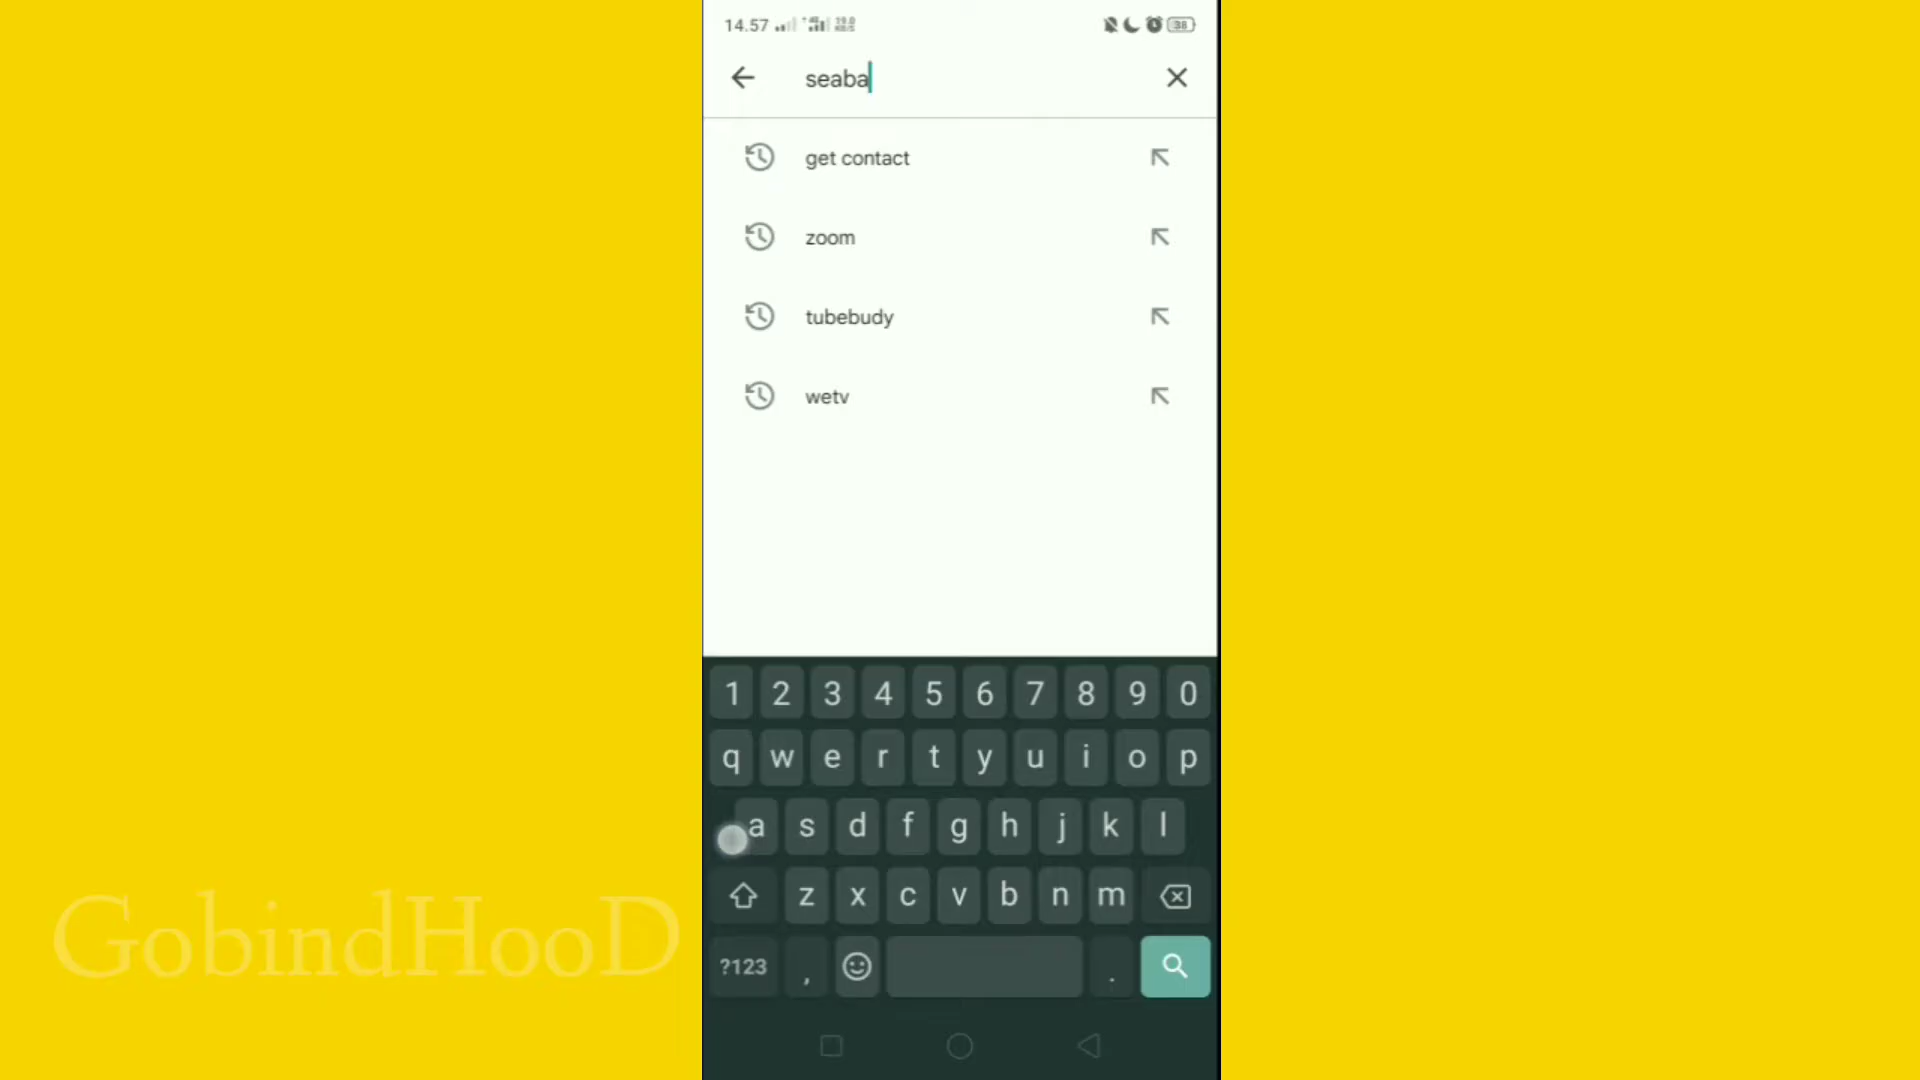 14.57 38
seaba
get contact
zoom
tubebudy
wetv
1 2 3 4 5 6 7 8 9 0
q w e r t y u i o p
a s d f g h j k l
z x c v b n m
?123 , .
GobindHooD